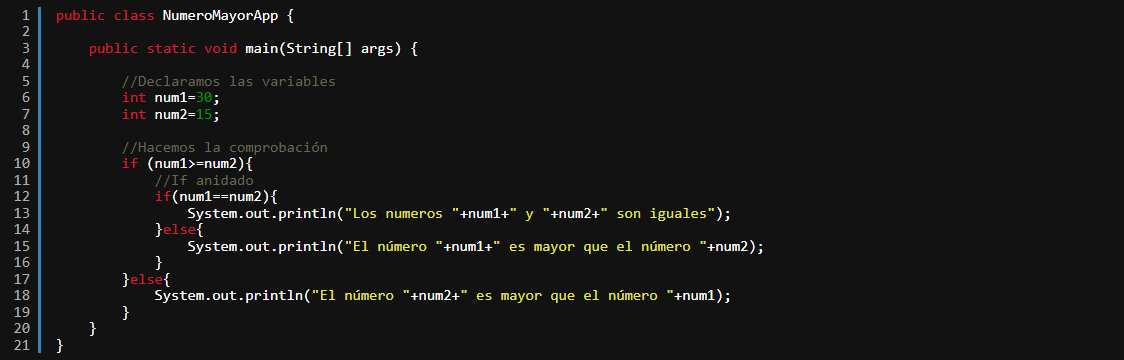 1 public class NumeroMayorApp {
2
3     public static void main(String[] args) {
4
5         //Declaramos las variables
6         int num1=30;
7         int num2=15;
8
9         //Hacemos la comprobación
10         if (num1>=num2){
11             //If anidado
12             if(num1==num2){
13                 System.out.println("Los numeros "+num1+" y "+num2+" son iguales");
14             }else{
15                 System.out.println("El número "+num1+" es mayor que el número "+num2);
16             }
17         }else{
18             System.out.println("El número "+num2+" es mayor que el número "+num1);
19         }
20     }
21 }